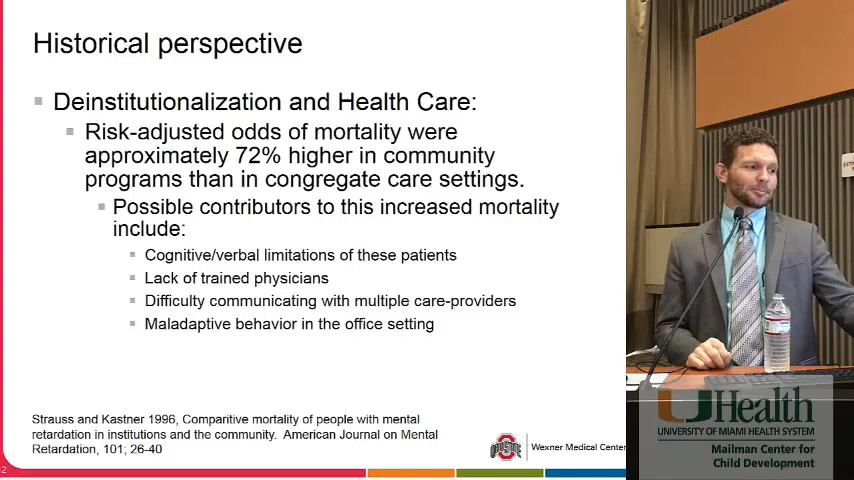 Historical perspective
Deinstitutionalization and Health Care:
Risk-adjusted odds of mortality were
approximately 72% higher in community
programs than in congregate care settings.
Possible contributors to this increased mortality
include:
Cognitive/verbal limitations of these patients
Lack of trained physicians
Difficulty communicating with multiple care-providers
Maladaptive behavior in the office setting
Strauss and Kastner 1996, Comparitive mortality of people with mental
retardation in institutions and the community. American Journal on Mental
Retardation, 101; 26-40
Wexner Medical Center
UHealth
UNIVERSITY OF MIAMI HEALTH SYSTEM
Mailman Center for
Child Development